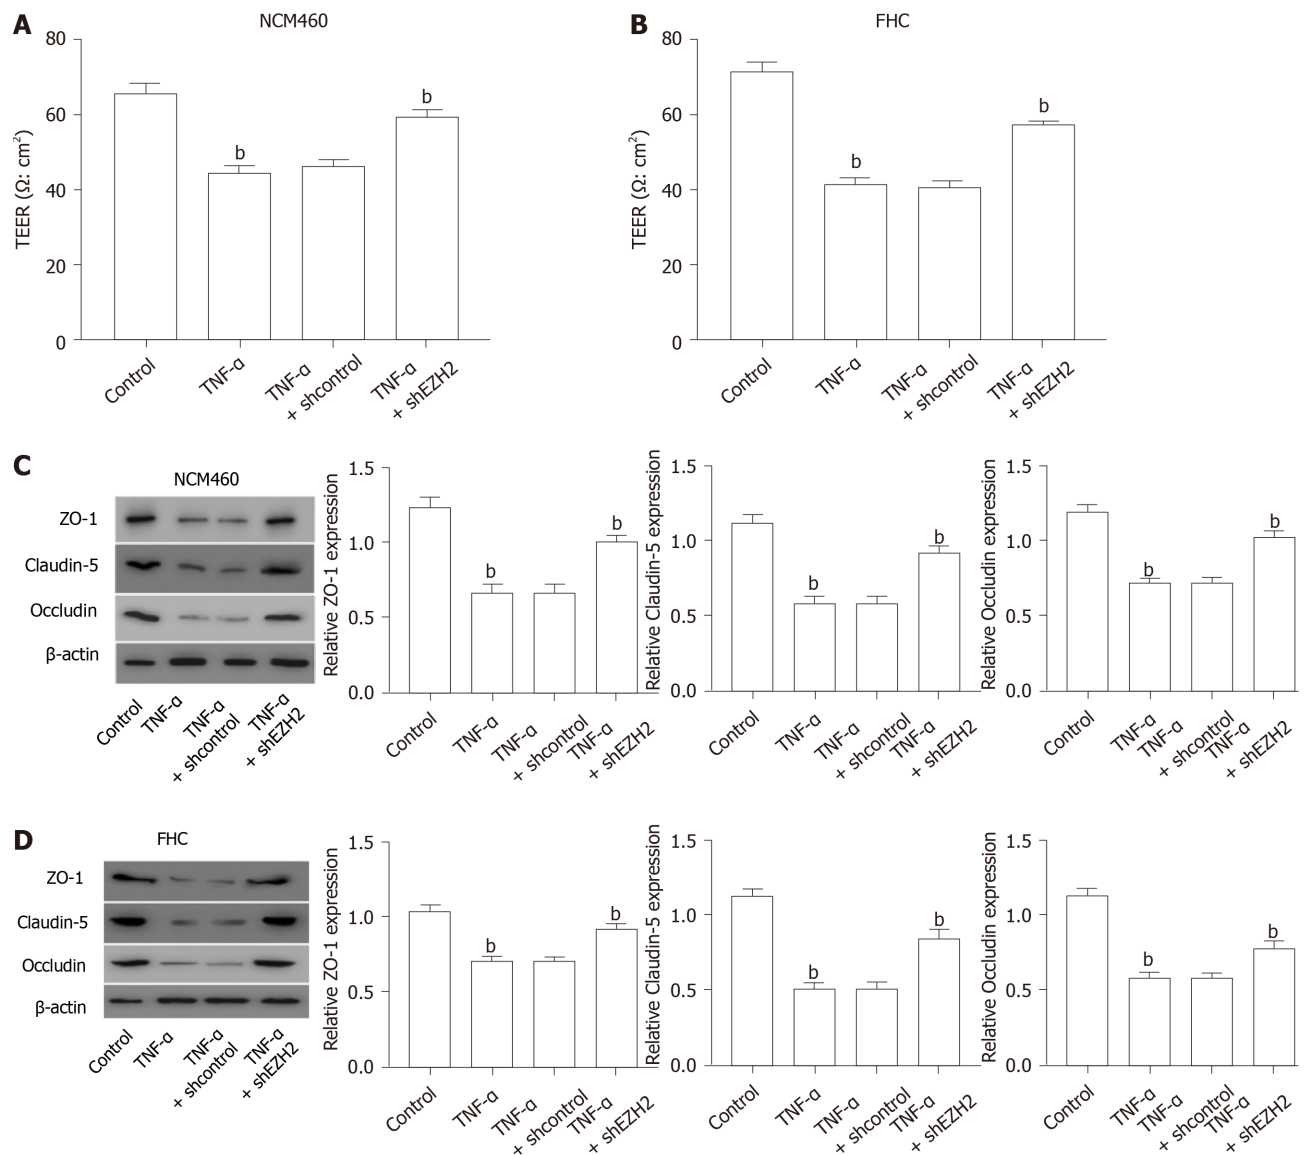 A
NCM460
TEER (Ω: cm²)
80
60
40
20
0
b
b
Control
TNF-ɑ
TNF-ɑ
+ shcontrol
TNF-ɑ
+ shEZH2
B
FHC
TEER (Ω: cm²)
80
60
40
20
0
b
b
Control
TNF-ɑ
TNF-ɑ
+ shcontrol
TNF-ɑ
+ shEZH2
C
NCM460
ZO-1
Claudin-5
Occludin
β-actin
Control
TNF-ɑ
TNF-ɑ
+ shcontrol
TNF-ɑ
+ shEZH2
Relative ZO-1 expression
1.5
1.0
0.5
0.0
b
b
Control
TNF-ɑ
TNF-ɑ
+ shcontrol
TNF-ɑ
+ shEZH2
Relative Claudin-5 expression
1.5
1.0
0.5
0.0
b
b
Control
TNF-ɑ
TNF-ɑ
+ shcontrol
TNF-ɑ
+ shEZH2
Relative Occludin expression
1.5
1.0
0.5
0.0
b
b
Control
TNF-ɑ
TNF-ɑ
+ shcontrol
TNF-ɑ
+ shEZH2
D
FHC
ZO-1
Claudin-5
Occludin
β-actin
Control
TNF-ɑ
TNF-ɑ
+ shcontrol
TNF-ɑ
+ shEZH2
Relative ZO-1 expression
1.5
1.0
0.5
0.0
b
b
Control
TNF-ɑ
TNF-ɑ
+ shcontrol
TNF-ɑ
+ shEZH2
Relative Claudin-5 expression
1.5
1.0
0.5
0.0
b
b
Control
TNF-ɑ
TNF-ɑ
+ shcontrol
TNF-ɑ
+ shEZH2
Relative Occludin expression
1.5
1.0
0.5
0.0
b
b
Control
TNF-ɑ
TNF-ɑ
+ shcontrol
TNF-ɑ
+ shEZH2